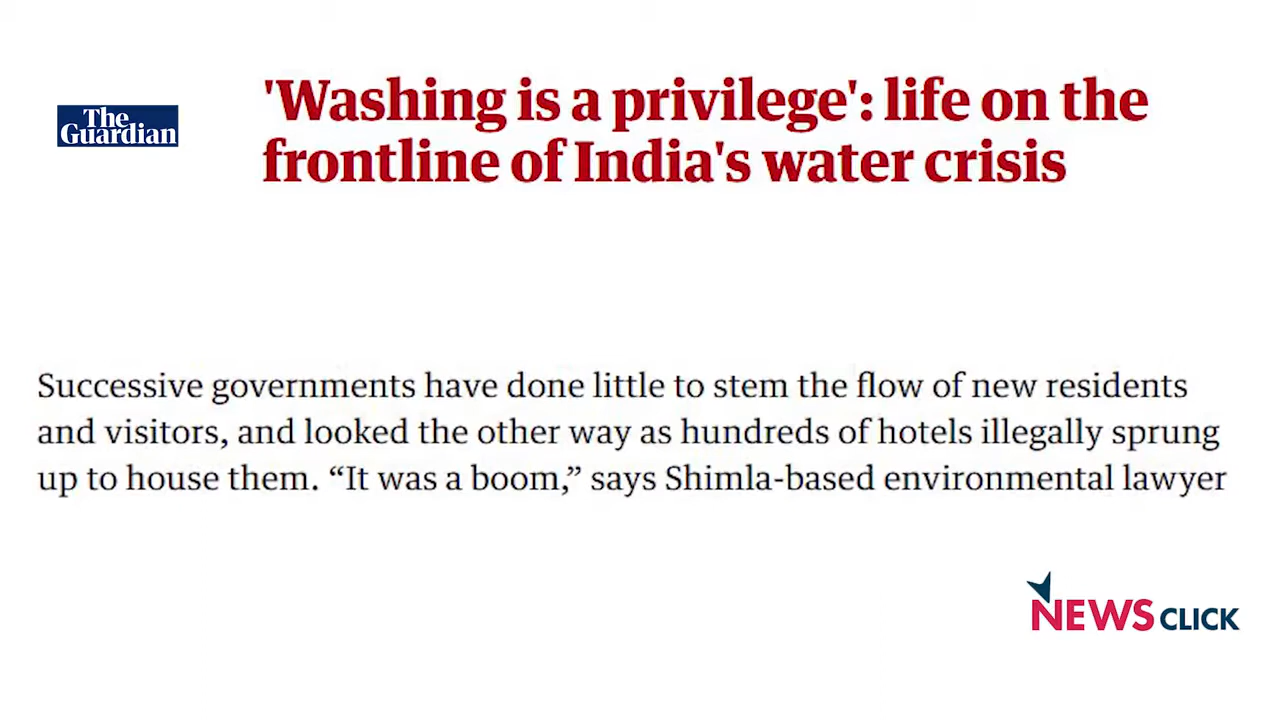 The
Guardian
'Washing is a privilege': life on the
frontline of India's water crisis
Successive governments have done little to stem the flow of new residents
and visitors, and looked the other way as hundreds of hotels illegally sprung
up to house them. “It was a boom,” says Shimla-based environmental lawyer
NEWSCLICK